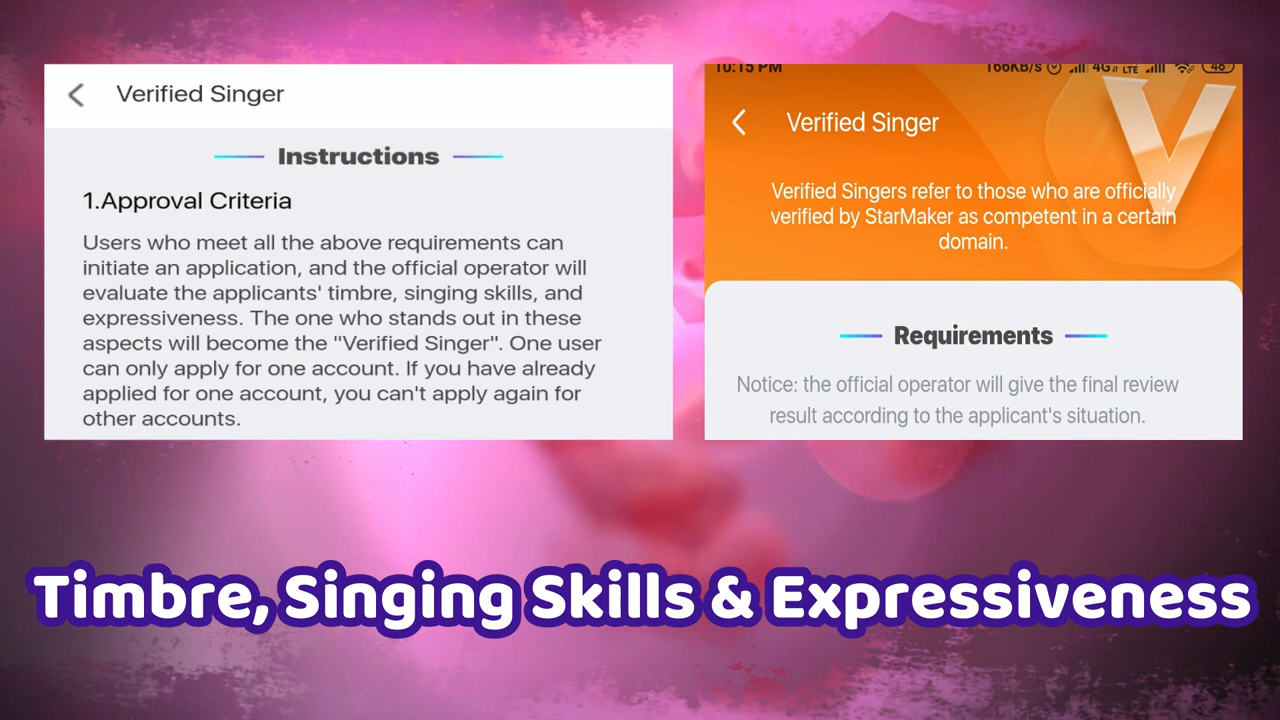 Verified Singer
Instructions
1.Approval Criteria
Users who meet all the above requirements can
initiate an application, and the official operator will
evaluate the applicants' timbre, singing skills, and
expressiveness. The one who stands out in these
aspects will become the "Verified Singer". One user
can only apply for one account. If you have already
applied for one account, you can't apply again for
other accounts.
10:15 PM 166KB/s 4G LTE 48
V
Verified Singer
Verified Singers refer to those who are officially
verified by StarMaker as competent in a certain
domain.
Requirements
Notice: the official operator will give the final review
result according to the applicant's situation.
Timbre, Singing Skills & Expressiveness